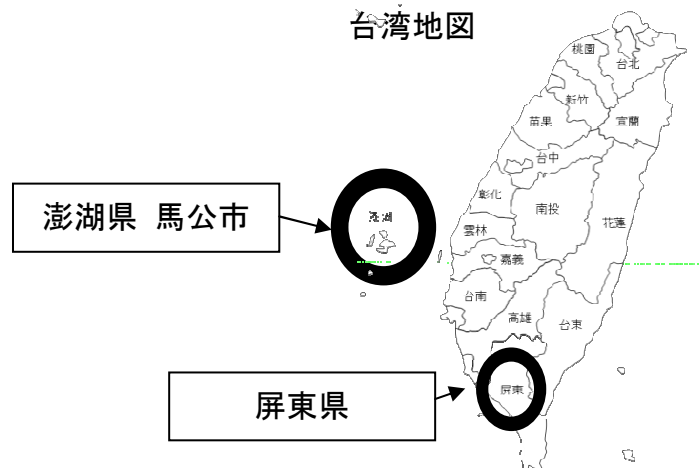 台湾地図
桃園
台北
新竹
苗栗
宜蘭
台中
彰化
南投
花蓮
澎湖県 馬公市
澎湖
雲林
嘉義
台南
高雄
台東
屏東
屏東県